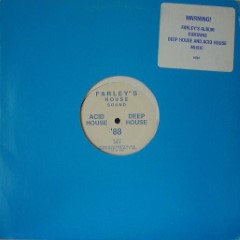 WARNING!
FARLEY'S ALBUM
CONTAINS
DEEP HOUSE AND ACID HOUSE
MUSIC
FARLEY'S
HOUSE
SOUND
ACID DEEP
HOUSE HOUSE
'88